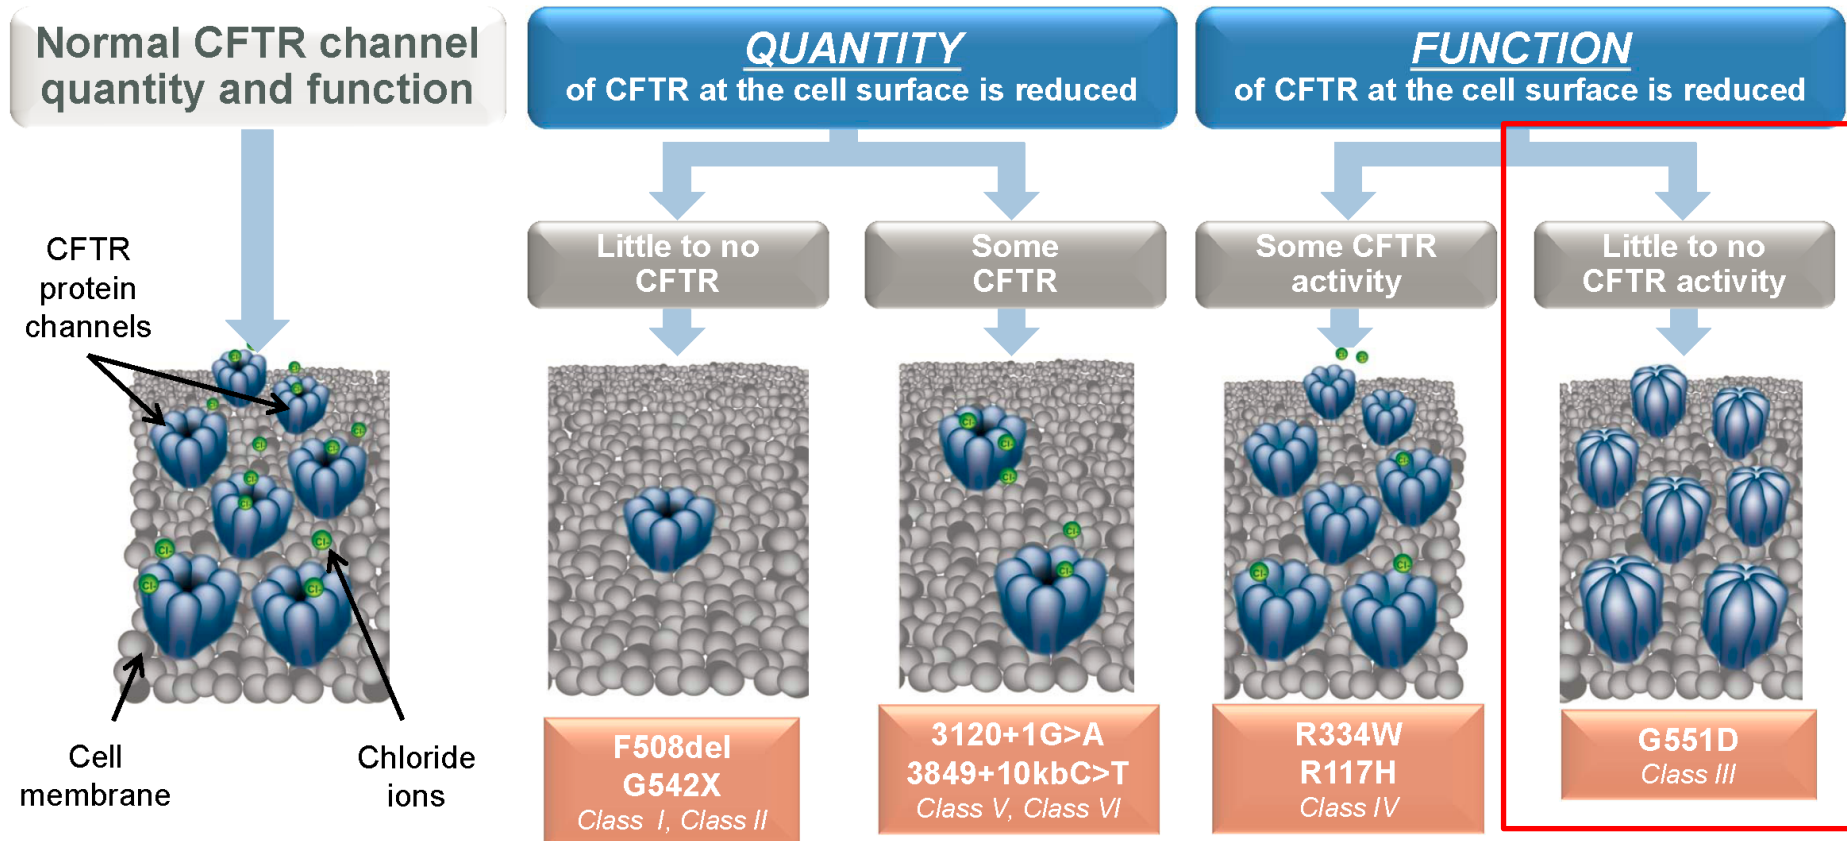 Normal CFTR channel
quantity and function
QUANTITY
of CFTR at the cell surface is reduced
FUNCTION
of CFTR at the cell surface is reduced
Little to no
CFTR
Some
CFTR
Some CFTR
activity
Little to no
CFTR activity
CFTR
protein
channels
Cell
membrane
Chloride
ions
F508del
G542X
Class I, Class II
3120+1G>A
3849+10kbC>T
Class V, Class VI
R334W
R117H
Class IV
G551D
Class III